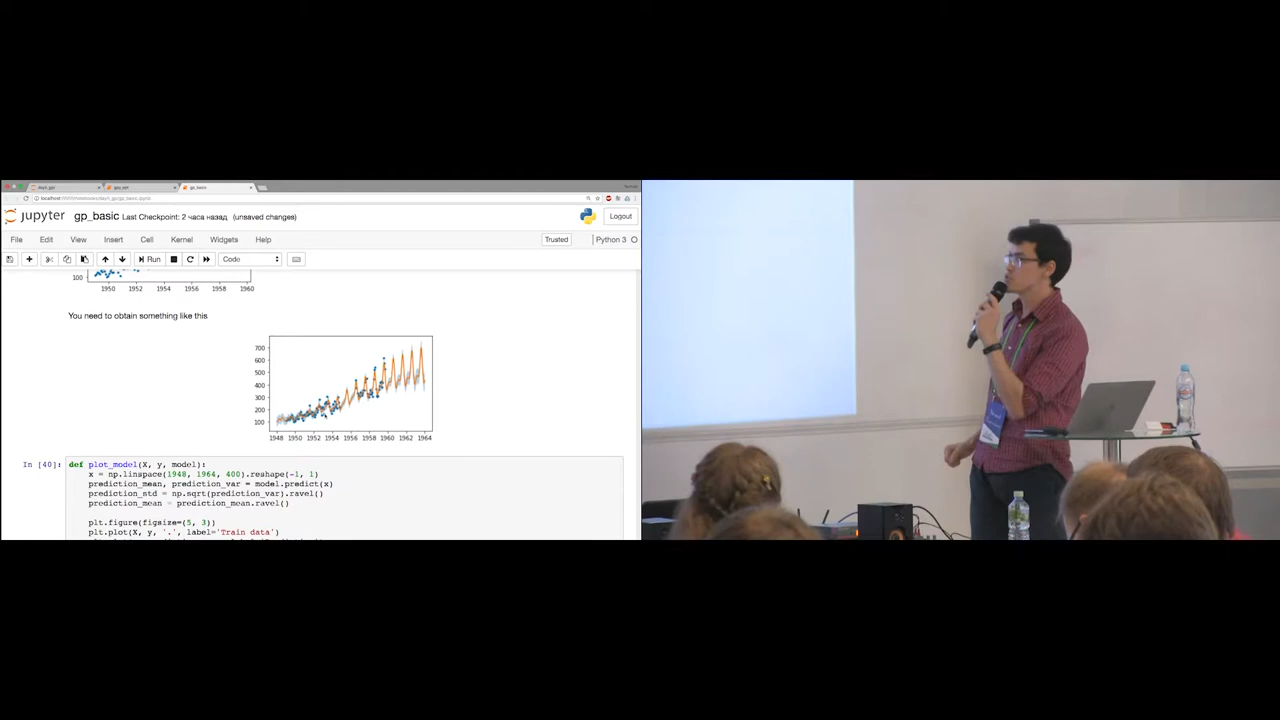 gp_basic
jupyter gp_basic Last Checkpoint: 2 часа назад (unsaved changes)
Logout
File Edit View Insert Cell Kernel Widgets Help
Trusted Python 3
Run Code
100
1950 1952 1954 1956 1958 1960
You need to obtain something like this
700
600
500
400
300
200
100
1948 1950 1952 1954 1956 1958 1960 1962 1964
In [40]: def plot_model(X, y, model):
x = np.linspace(1948, 1964, 400).reshape(-1, 1)
prediction_mean, prediction_var = model.predict(x)
prediction_std = np.sqrt(prediction_var).ravel()
prediction_mean = prediction_mean.ravel()
plt.figure(figsize=(5, 3))
plt.plot(X, y, '.', label='Train data')